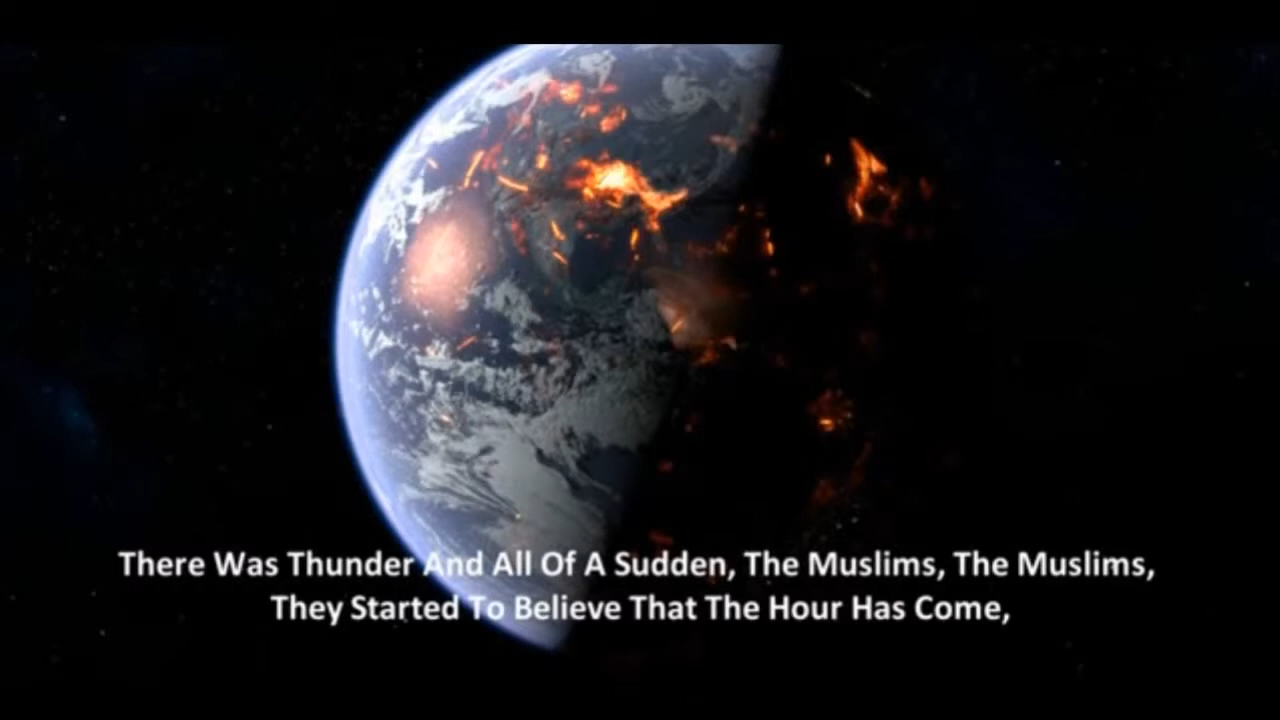 There Was Thunder And All Of A Sudden, The Muslims, The Muslims,
They Started To Believe That The Hour Has Come,